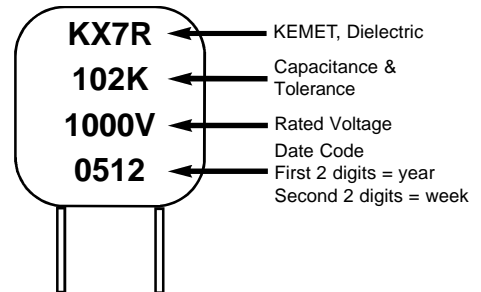 KX7R
KEMET, Dielectric
102K
Capacitance &
Tolerance
1000V
Rated Voltage
0512
Date Code
First 2 digits = year
Second 2 digits = week